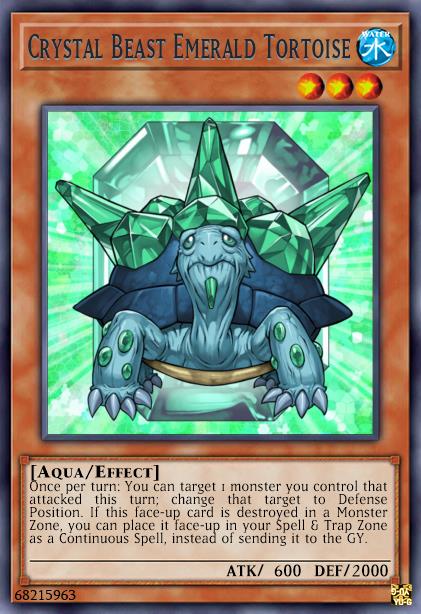 CRYSTAL BEAST EMERALD TORTOISE
WATER
水
[AQUA/EFFECT]
Once per turn: You can target 1 monster you control that
attacked this turn; change that target to Defense
Position. If this face-up card is destroyed in a Monster
Zone, you can place it face-up in your Spell & Trap Zone
as a Continuous Spell, instead of sending it to the GY.
ATK/ 600 DEF/2000
68215963